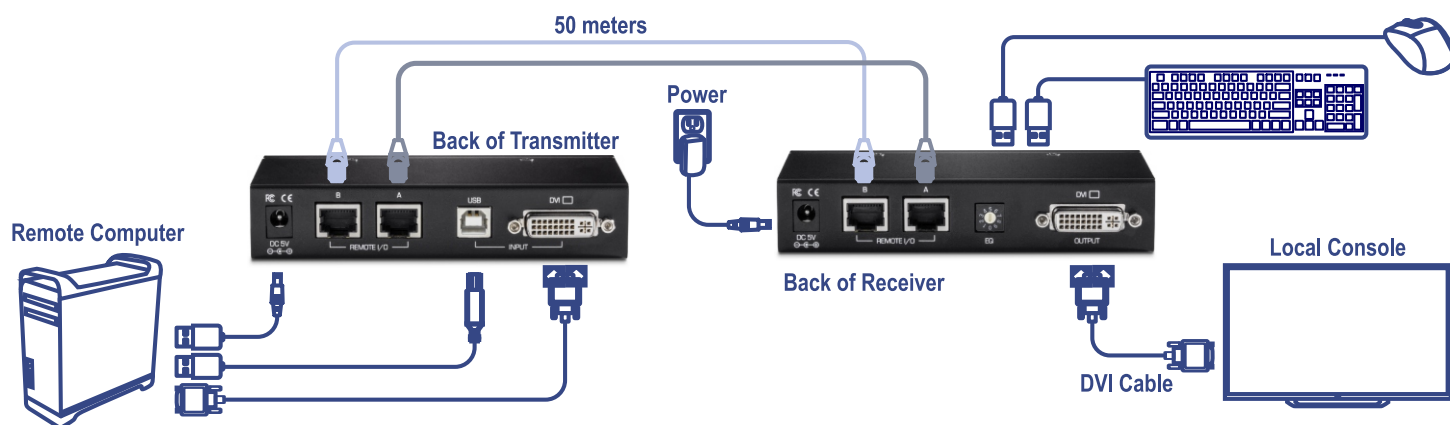 50 meters
Power
Back of Transmitter
B
A
USB
DVI
DC 5V
REMOTE I/O
INPUT
Remote Computer
B
A
DVI
DC 5V
REMOTE I/O
EQ
OUTPUT
Back of Receiver
Local Console
DVI Cable